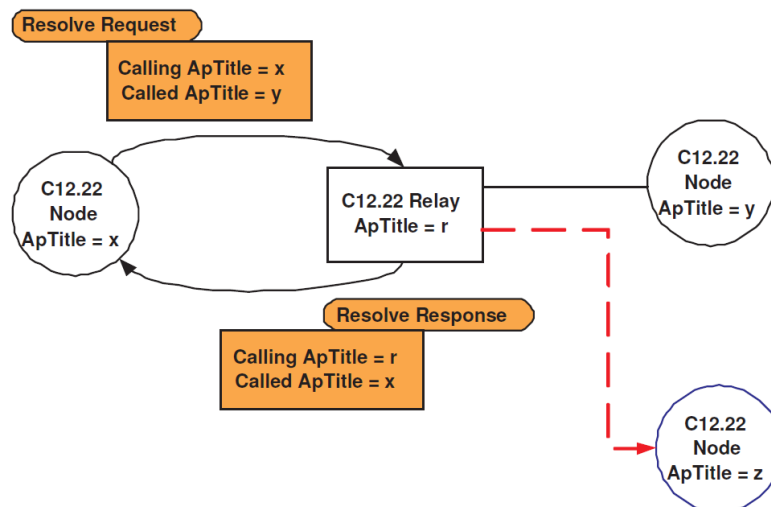 Resolve Request
Calling ApTitle = x
Called ApTitle = y
C12.22
Node
ApTitle = x
C12.22 Relay
ApTitle = r
C12.22
Node
ApTitle = y
Resolve Response
Calling ApTitle = r
Called ApTitle = x
C12.22
Node
ApTitle = z